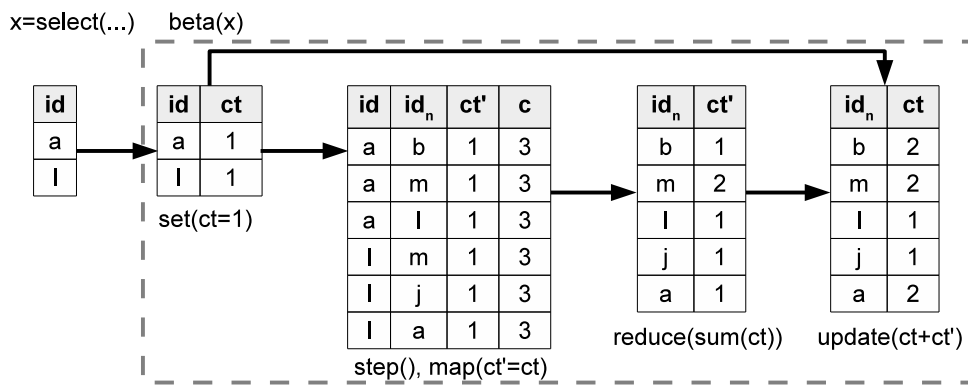 x=select(...)
beta(x)
id
a
l
id ct
a 1
l 1
set(ct=1)
id idn ct' c
a b 1 3
a m 1 3
a l 1 3
l m 1 3
l j 1 3
l a 1 3
step(), map(ct'=ct)
idn ct'
b 1
m 2
l 1
j 1
a 1
reduce(sum(ct))
idn ct
b 2
m 2
l 1
j 1
a 2
update(ct+ct')